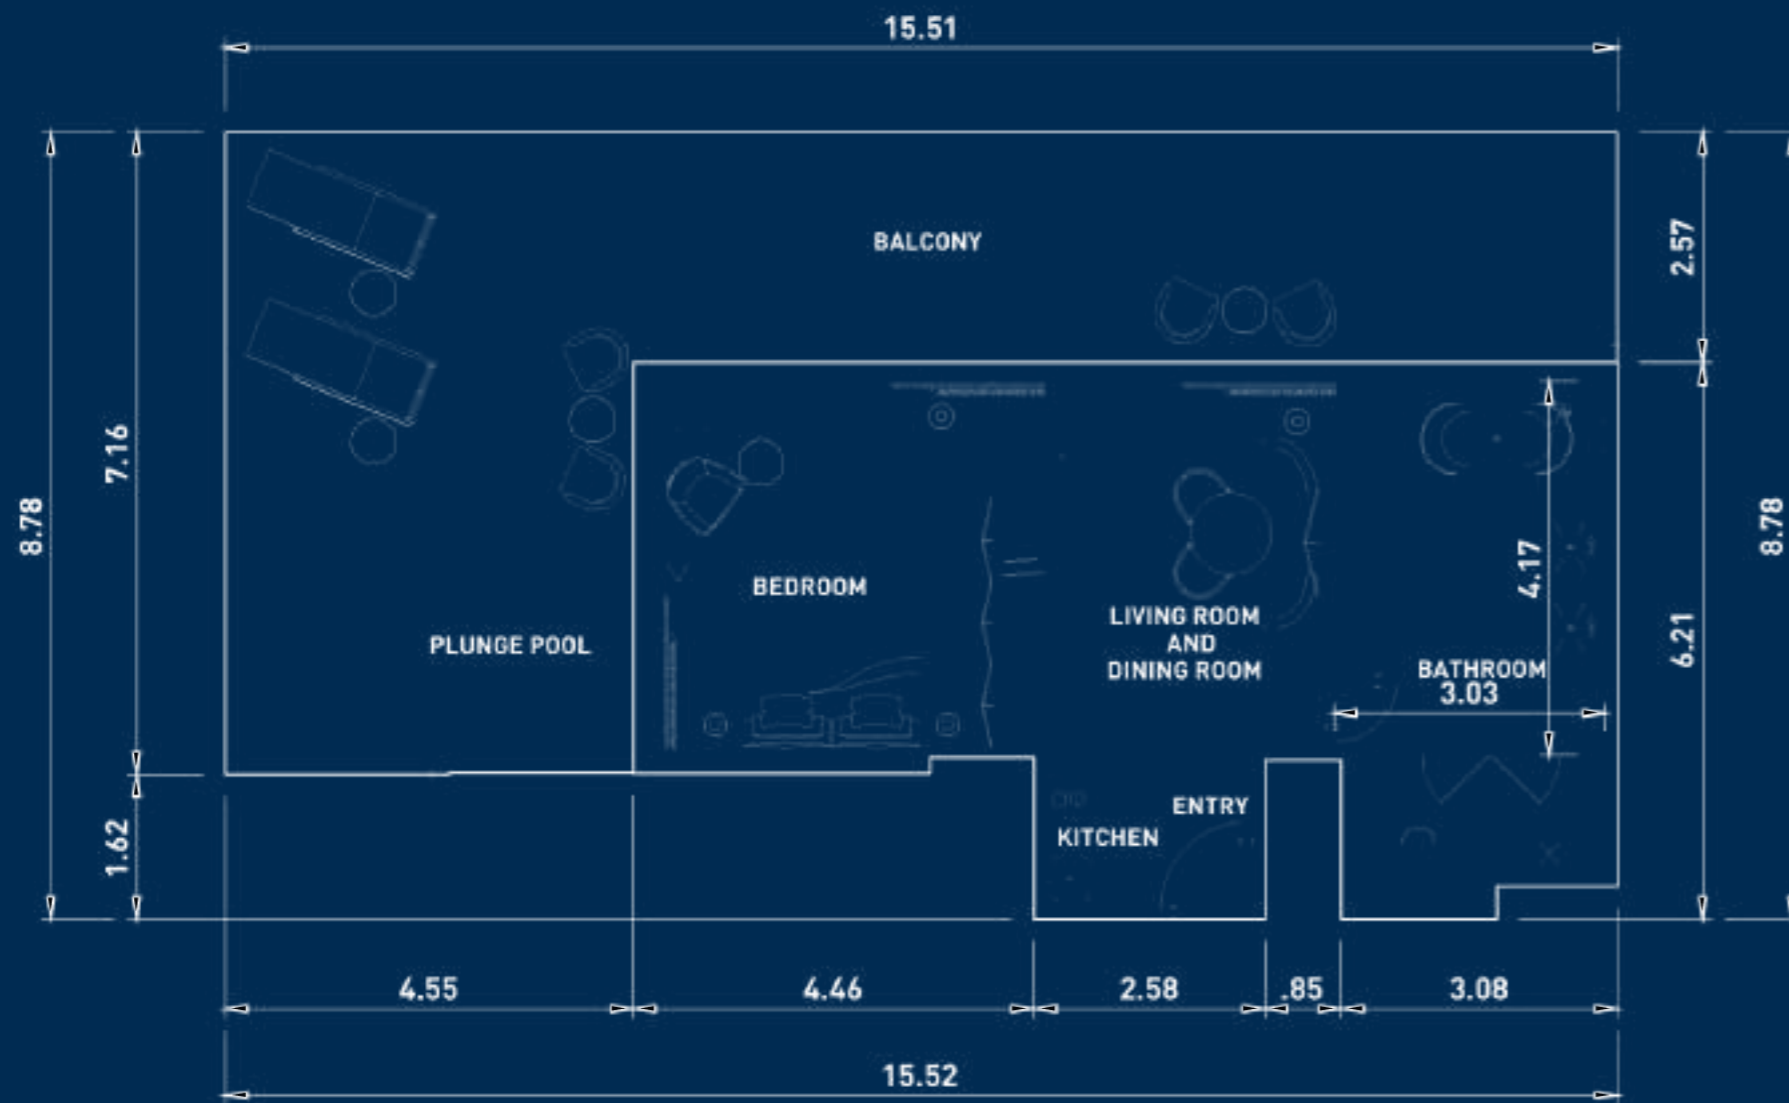 15.51
BALCONY
2.57
7.16
8.78
8.78
BEDROOM
4.17
LIVING ROOM
AND
DINING ROOM
PLUNGE POOL
6.21
BATHROOM
3.03
ENTRY
KITCHEN
1.62
4.55
4.46
2.58
.85
3.08
15.52